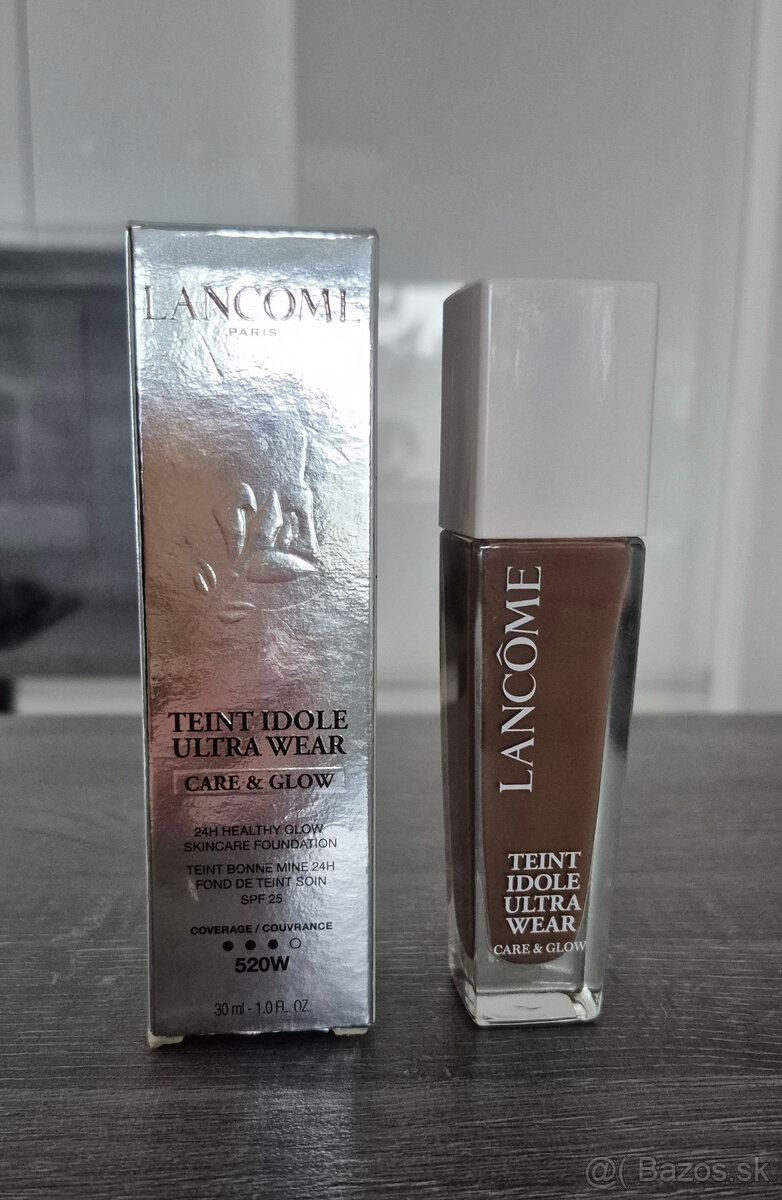 LANCÔME
PARIS
TEINT IDOLE
ULTRA WEAR
CARE & GLOW
24H HEALTHY GLOW
SKINCARE FOUNDATION
TEINT BONNE MINE 24H
FOND DE TEINT SOIN
SPF 25
COVERAGE / COUVRANCE
520W
30 ml - 1.0 FL. OZ.
LANCÔME
TEINT
IDOLE
ULTRA
WEAR
CARE & GLOW
@( Bazos.sk